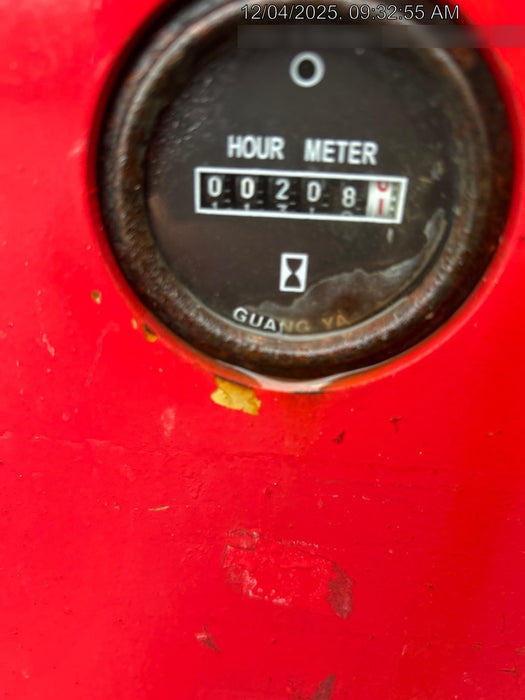 12/04/2025, 09:32:55 AM
HOUR METER
00208
GUANG YA